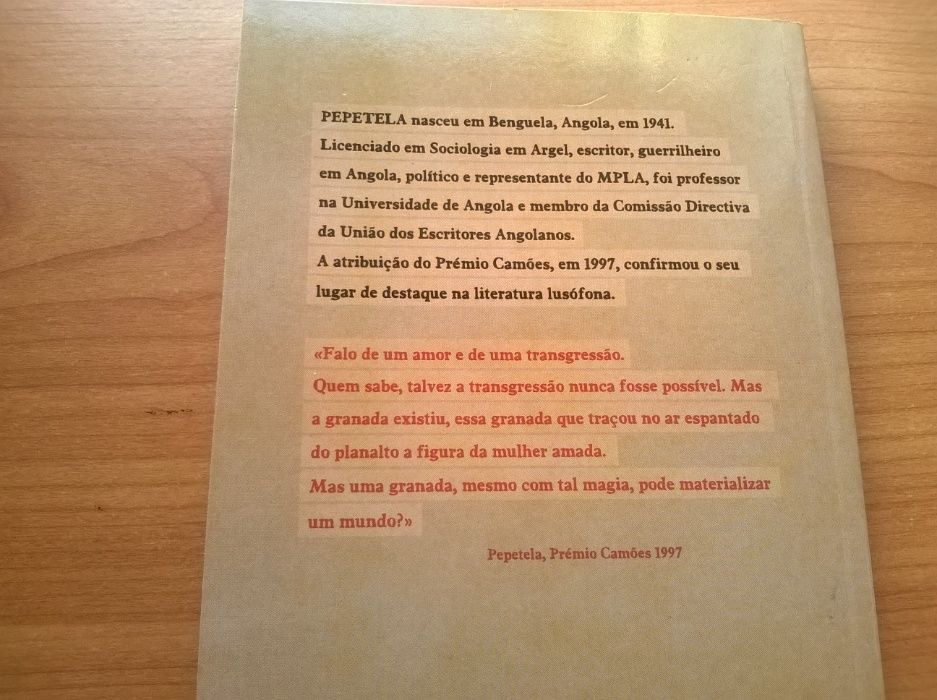 PEPETELA nasceu em Benguela, Angola, em 1941.
Licenciado em Sociologia em Argel, escritor, guerrilheiro
em Angola, político e representante do MPLA, foi professor
na Universidade de Angola e membro da Comissão Directiva
da União dos Escritores Angolanos.
A atribuição do Prémio Camões, em 1997, confirmou o seu
lugar de destaque na literatura lusófona.
«Falo de um amor e de uma transgressão.
Quem sabe, talvez a transgressão nunca fosse possível. Mas
a granada existiu, essa granada que traçou no ar espantado
do planalto a figura da mulher amada.
Mas uma granada, mesmo com tal magia, pode materializar
um mundo?»
Pepetela, Prémio Camões 1997